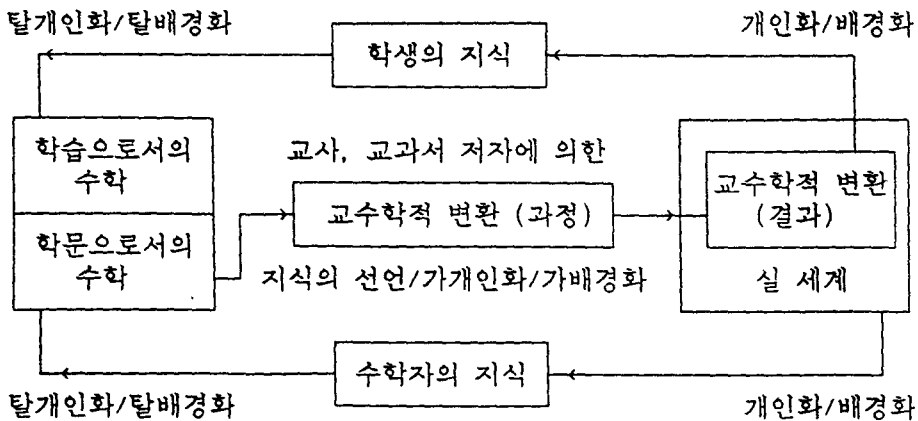 탈개인화/탈배경화
개인화/배경화
학생의 지식
학습으로서의
수학
교사, 교과서 저자에 의한
교수학적 변환 (과정)
교수학적 변환
(결과)
학문으로서의
수학
지식의 선언/가개인화/가배경화
실 세계
수학자의 지식
탈개인화/탈배경화
개인화/배경화